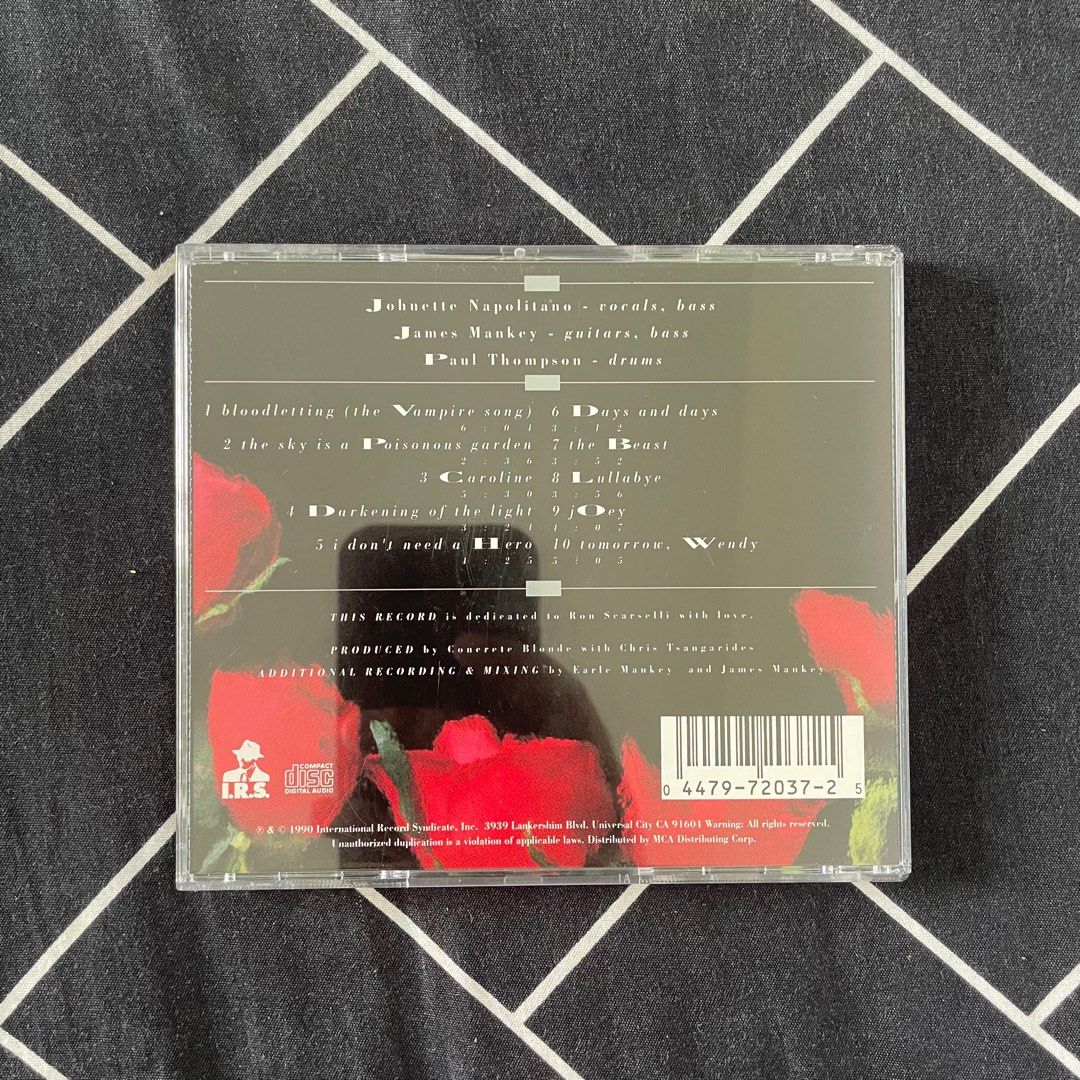 Johnette Napolitano - vocals, bass
James Mankey - guitars, bass
Paul Thompson - drums
1 bloodletting (the Vampire song)
6:04
2 the sky is a Poisonous garden
2:36
3 Caroline
5:30
4 Darkening of the light
3:21
5 i don't need a Hero
4:25
6 Days and days
3:12
7 the Beast
3:52
8 Lullabye
3:56
9 jOey
4:07
10 tomorrow, Wendy
5:05
THIS RECORD is dedicated to Ron Scarselli with love.
PRODUCED by Concrete Blonde with Chris Tsangarides
ADDITIONAL RECORDING & MIXING by Earle Mankey and James Mankey
I.R.S.
COMPACT
disc
DIGITAL AUDIO
0 4479-72037-2 5
℗ & © 1990 International Record Syndicate, Inc. 3939 Lankershim Blvd. Universal City CA 91604 Warning: All rights reserved.
Unauthorized duplication is a violation of applicable laws. Distributed by MCA Distributing Corp.